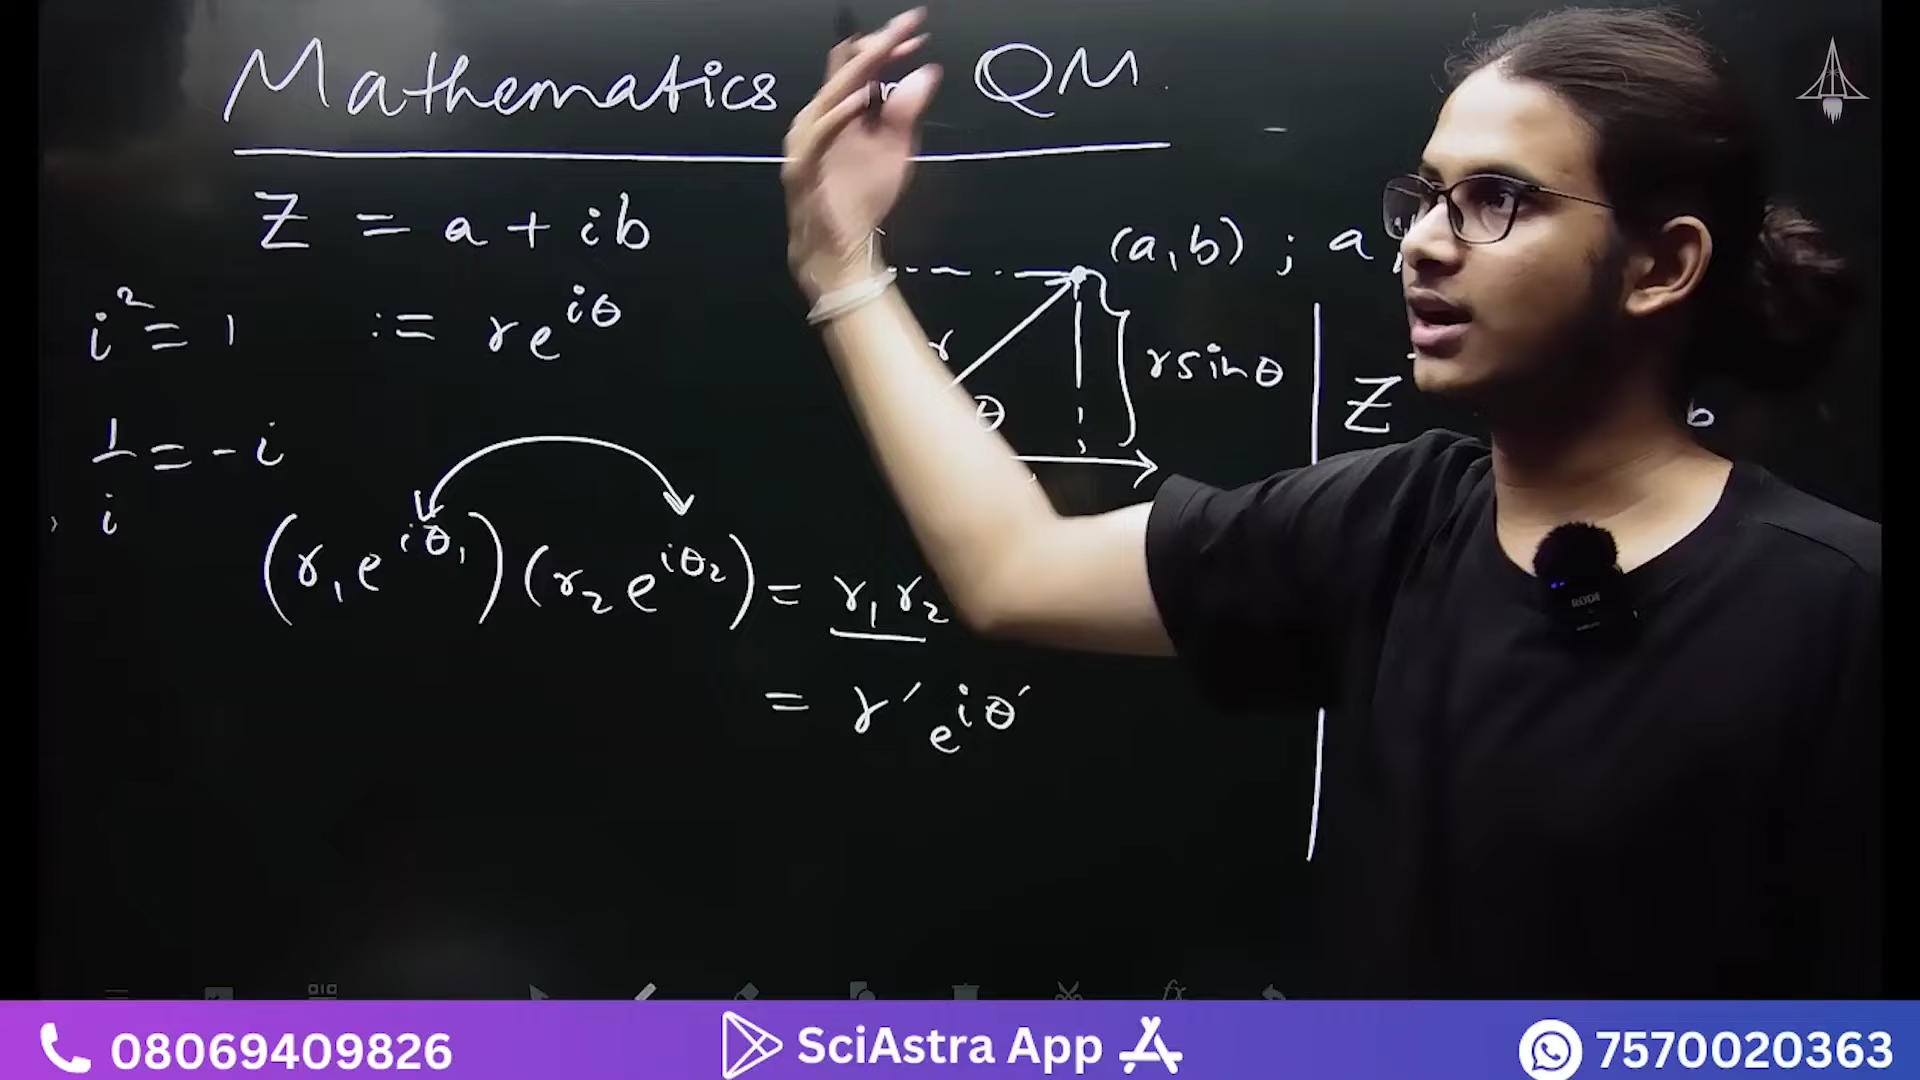 Mathematics QM
Z = a + ib
(a,b) ; a,
i² = 1
:= re^{iθ}
r
θ
rsinθ
Z
b
1/i = -i
(r₁e^{iθ₁})(r₂e^{iθ₂}) = r₁r₂
= r′e^{iθ′}
RODE
08069409826
SciAstra App
7570020363